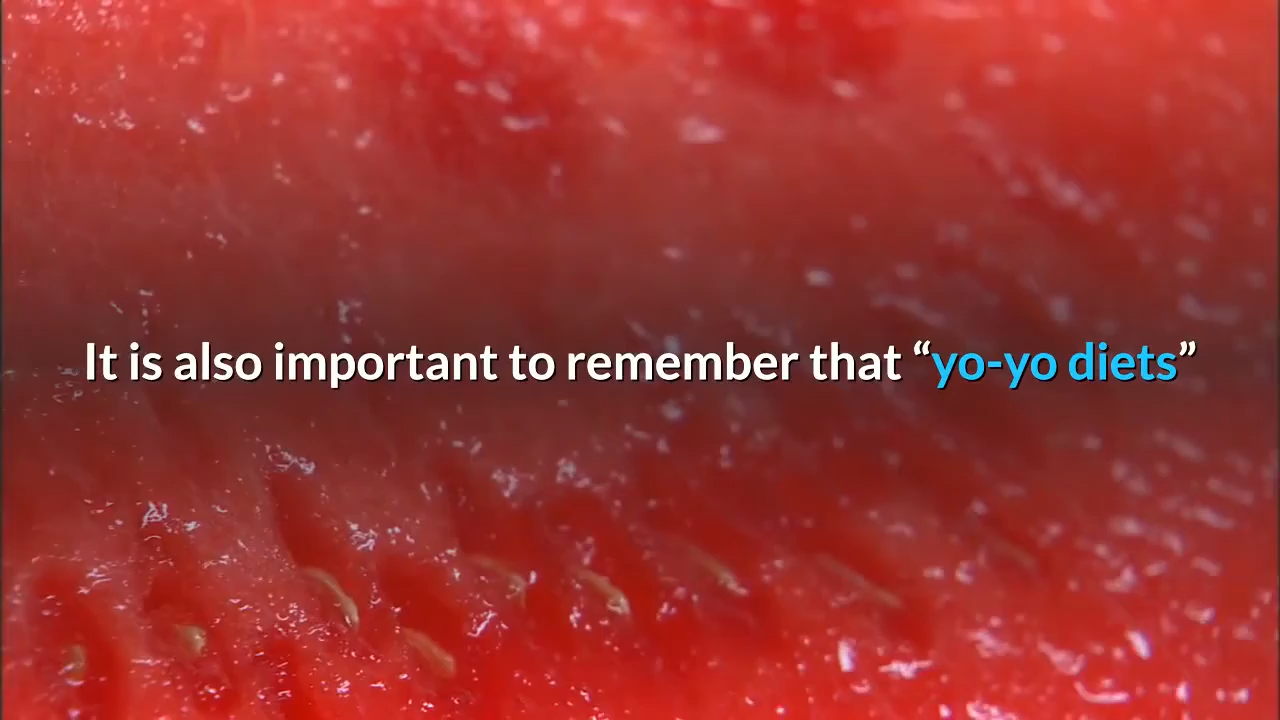 It is also important to remember that “yo-yo diets”